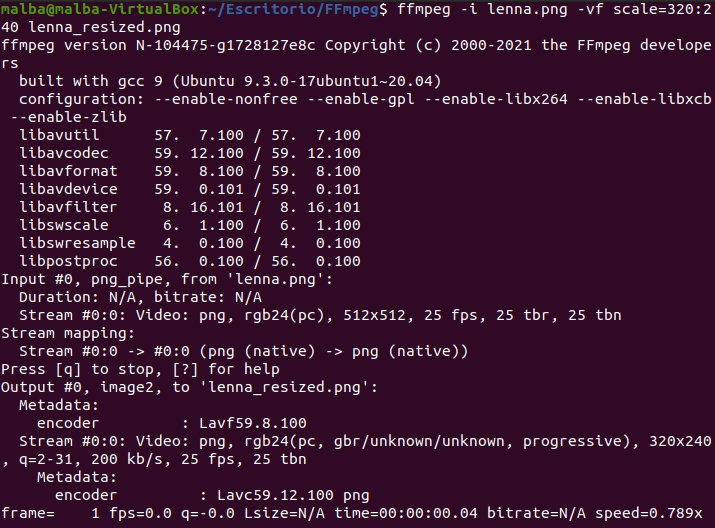 malba@malba-VirtualBox:~/Escritorio/FFmpeg$ ffmpeg -i lenna.png -vf scale=320:2
40 lenna_resized.png
ffmpeg version N-104475-g1728127e8c Copyright (c) 2000-2021 the FFmpeg develope
rs
  built with gcc 9 (Ubuntu 9.3.0-17ubuntu1~20.04)
  configuration: --enable-nonfree --enable-gpl --enable-libx264 --enable-libxcb
 --enable-zlib
  libavutil      57.  7.100 / 57.  7.100
  libavcodec     59. 12.100 / 59. 12.100
  libavformat    59.  8.100 / 59.  8.100
  libavdevice    59.  0.101 / 59.  0.101
  libavfilter     8. 16.101 /  8. 16.101
  libswscale      6.  1.100 /  6.  1.100
  libswresample   4.  0.100 /  4.  0.100
  libpostproc    56.  0.100 / 56.  0.100
Input #0, png_pipe, from 'lenna.png':
  Duration: N/A, bitrate: N/A
  Stream #0:0: Video: png, rgb24(pc), 512x512, 25 fps, 25 tbr, 25 tbn
Stream mapping:
  Stream #0:0 -> #0:0 (png (native) -> png (native))
Press [q] to stop, [?] for help
Output #0, image2, to 'lenna_resized.png':
  Metadata:
    encoder         : Lavf59.8.100
  Stream #0:0: Video: png, rgb24(pc, gbr/unknown/unknown, progressive), 320x240
, q=2-31, 200 kb/s, 25 fps, 25 tbn
    Metadata:
      encoder         : Lavc59.12.100 png
frame=    1 fps=0.0 q=-0.0 Lsize=N/A time=00:00:00.04 bitrate=N/A speed=0.789x